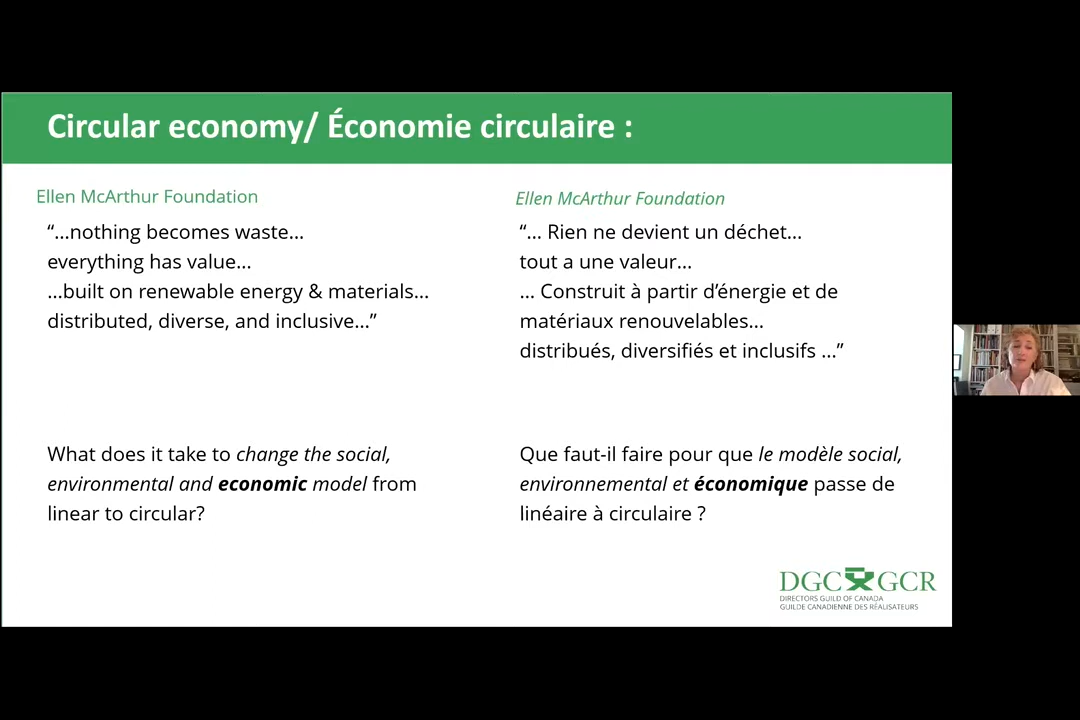 Circular economy/ Économie circulaire :
Ellen McArthur Foundation
“...nothing becomes waste...
everything has value...
...built on renewable energy & materials...
distributed, diverse, and inclusive...”
What does it take to change the social,
environmental and economic model from
linear to circular?
Ellen McArthur Foundation
“... Rien ne devient un déchet...
tout a une valeur...
... Construit à partir d’énergie et de
matériaux renouvelables...
distribués, diversifiés et inclusifs ...”
Que faut-il faire pour que le modèle social,
environnemental et économique passe de
linéaire à circulaire ?
DGC GCR
DIRECTORS GUILD OF CANADA
GUILDE CANADIENNE DES RÉALISATEURS